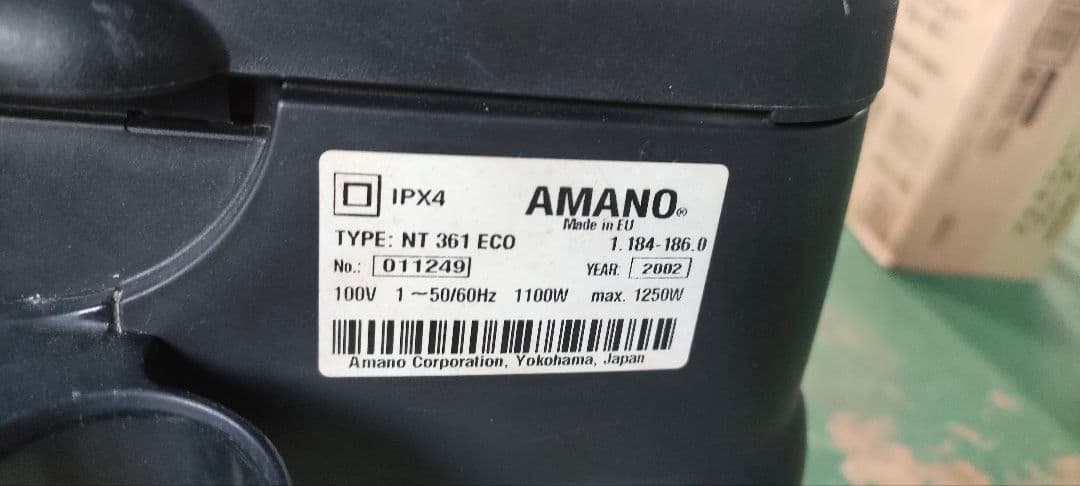 IPX4
AMANO®
Made in EU
TYPE: NT 361 ECO
1.184-186.0
No.: 011249
YEAR: 2002
100V 1~50/60Hz 1100W max. 1250W
Amano Corporation, Yokohama, Japan